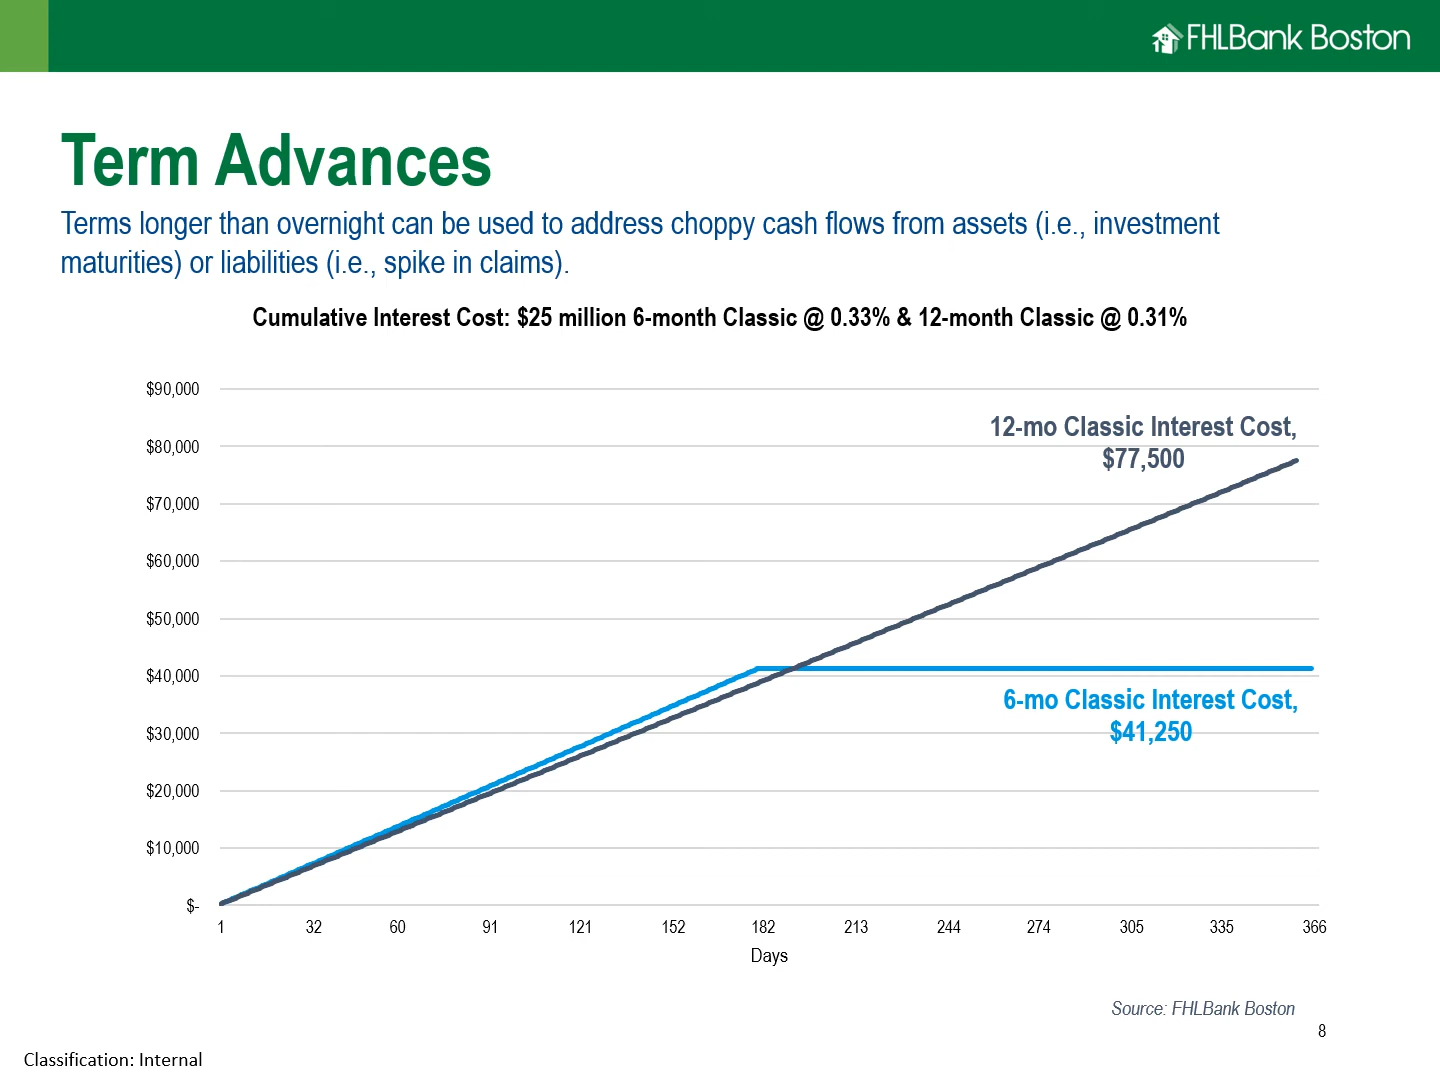 FHLBank Boston
Term Advances
Terms longer than overnight can be used to address choppy cash flows from assets (i.e., investment
maturities) or liabilities (i.e., spike in claims).
Cumulative Interest Cost: $25 million 6-month Classic @ 0.33% & 12-month Classic @ 0.31%
$90,000
$80,000
$70,000
$60,000
$50,000
$40,000
$30,000
$20,000
$10,000
$-
12-mo Classic Interest Cost,
$77,500
6-mo Classic Interest Cost,
$41,250
1 32 60 91 121 152 182 213 244 274 305 335 366
Days
Source: FHLBank Boston
8
Classification: Internal